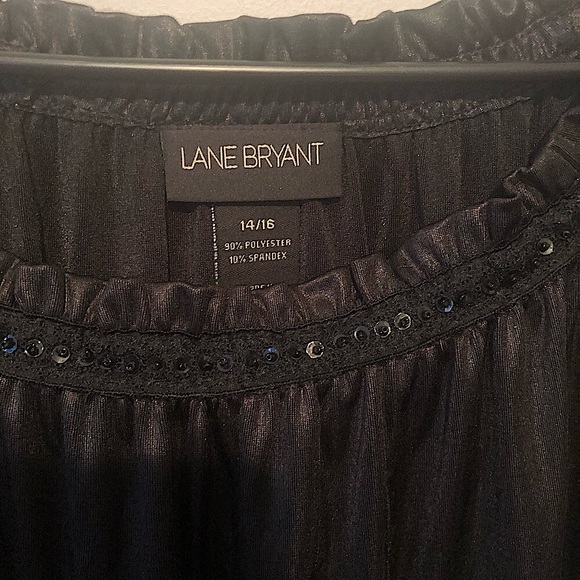 LANE BRYANT
14/16
90% POLYESTER
10% SPANDEX